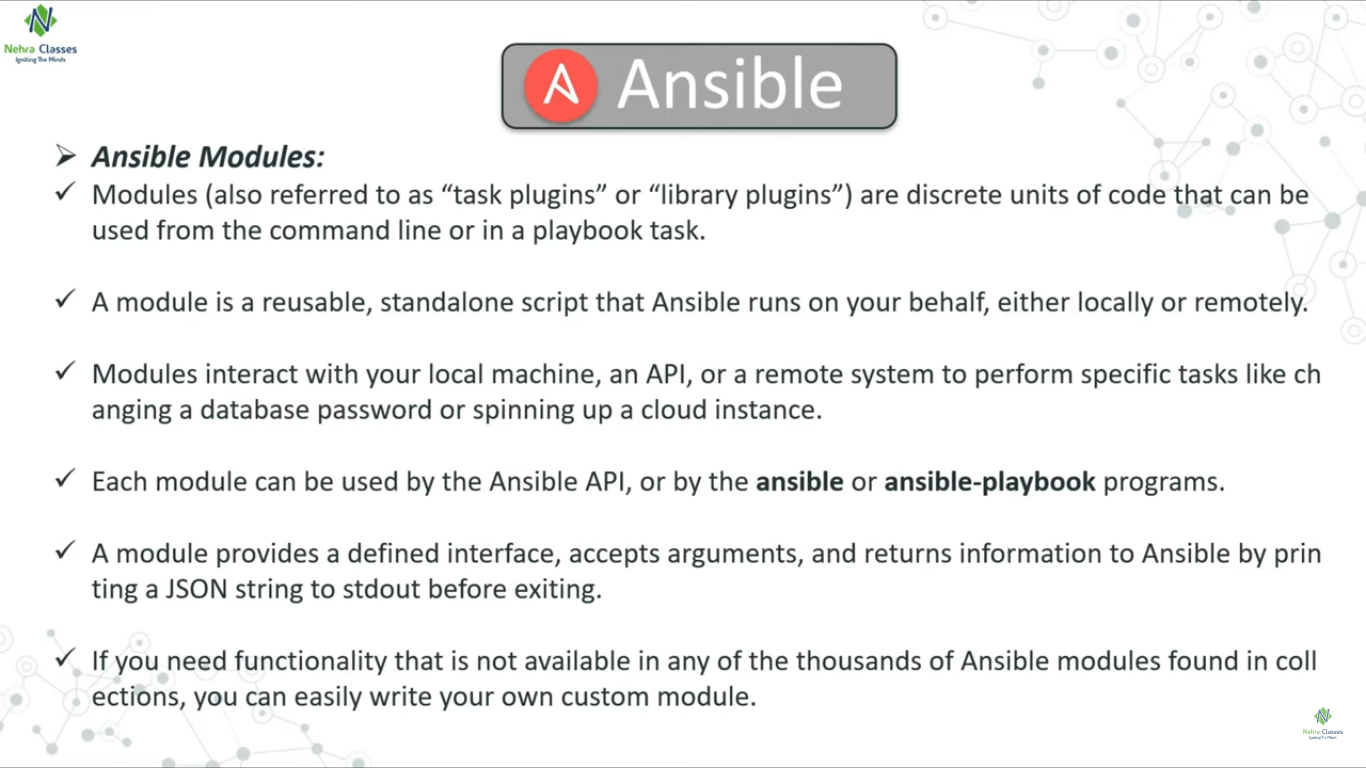 Nehra Classes
Igniting The Minds
Ansible
Ansible Modules:
Modules (also referred to as “task plugins” or “library plugins”) are discrete units of code that can be
used from the command line or in a playbook task.
A module is a reusable, standalone script that Ansible runs on your behalf, either locally or remotely.
Modules interact with your local machine, an API, or a remote system to perform specific tasks like ch
anging a database password or spinning up a cloud instance.
Each module can be used by the Ansible API, or by the ansible or ansible-playbook programs.
A module provides a defined interface, accepts arguments, and returns information to Ansible by prin
ting a JSON string to stdout before exiting.
If you need functionality that is not available in any of the thousands of Ansible modules found in coll
ections, you can easily write your own custom module.
Nehra Classes
Igniting The Minds